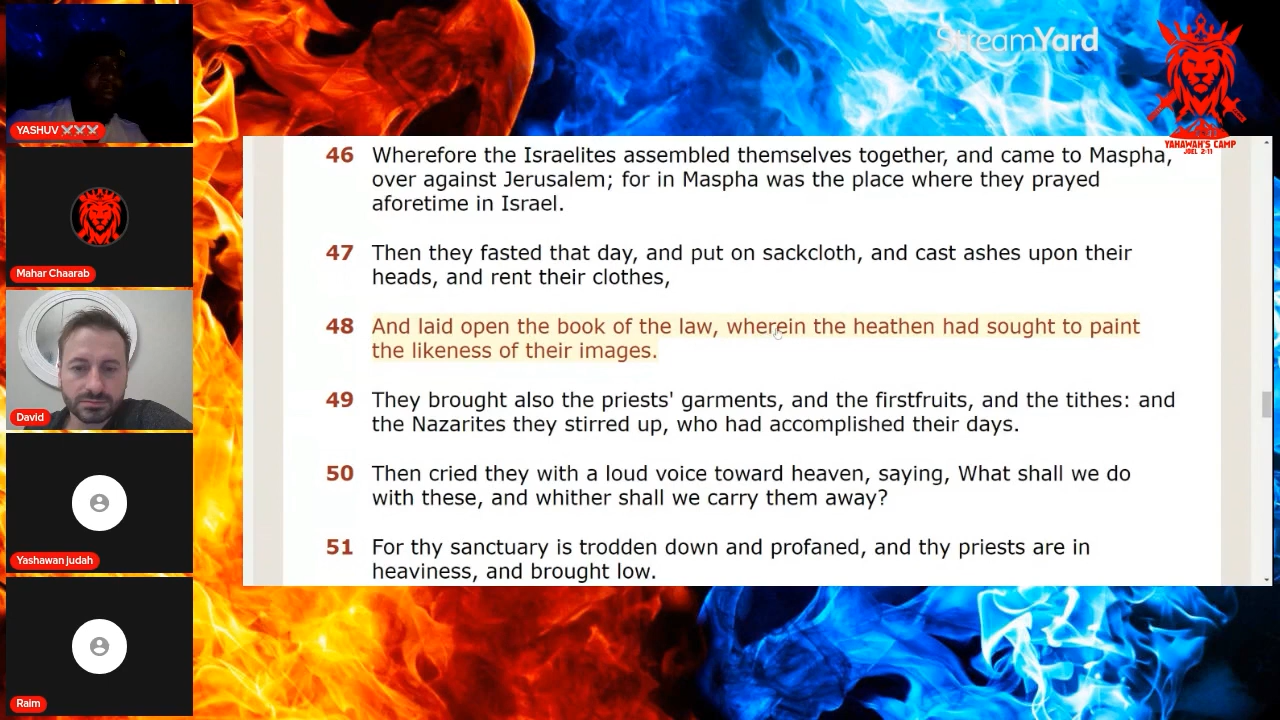 StreamYard
YAHAWAH'S CAMP
JOEL 2:11
YASHUV
Mahar Chaarab
David
Yashawan judah
Raim
46 Wherefore the Israelites assembled themselves together, and came to Maspha,
over against Jerusalem; for in Maspha was the place where they prayed
aforetime in Israel.
47 Then they fasted that day, and put on sackcloth, and cast ashes upon their
heads, and rent their clothes,
48 And laid open the book of the law, wherein the heathen had sought to paint
the likeness of their images.
49 They brought also the priests' garments, and the firstfruits, and the tithes: and
the Nazarites they stirred up, who had accomplished their days.
50 Then cried they with a loud voice toward heaven, saying, What shall we do
with these, and whither shall we carry them away?
51 For thy sanctuary is trodden down and profaned, and thy priests are in
heaviness, and brought low.